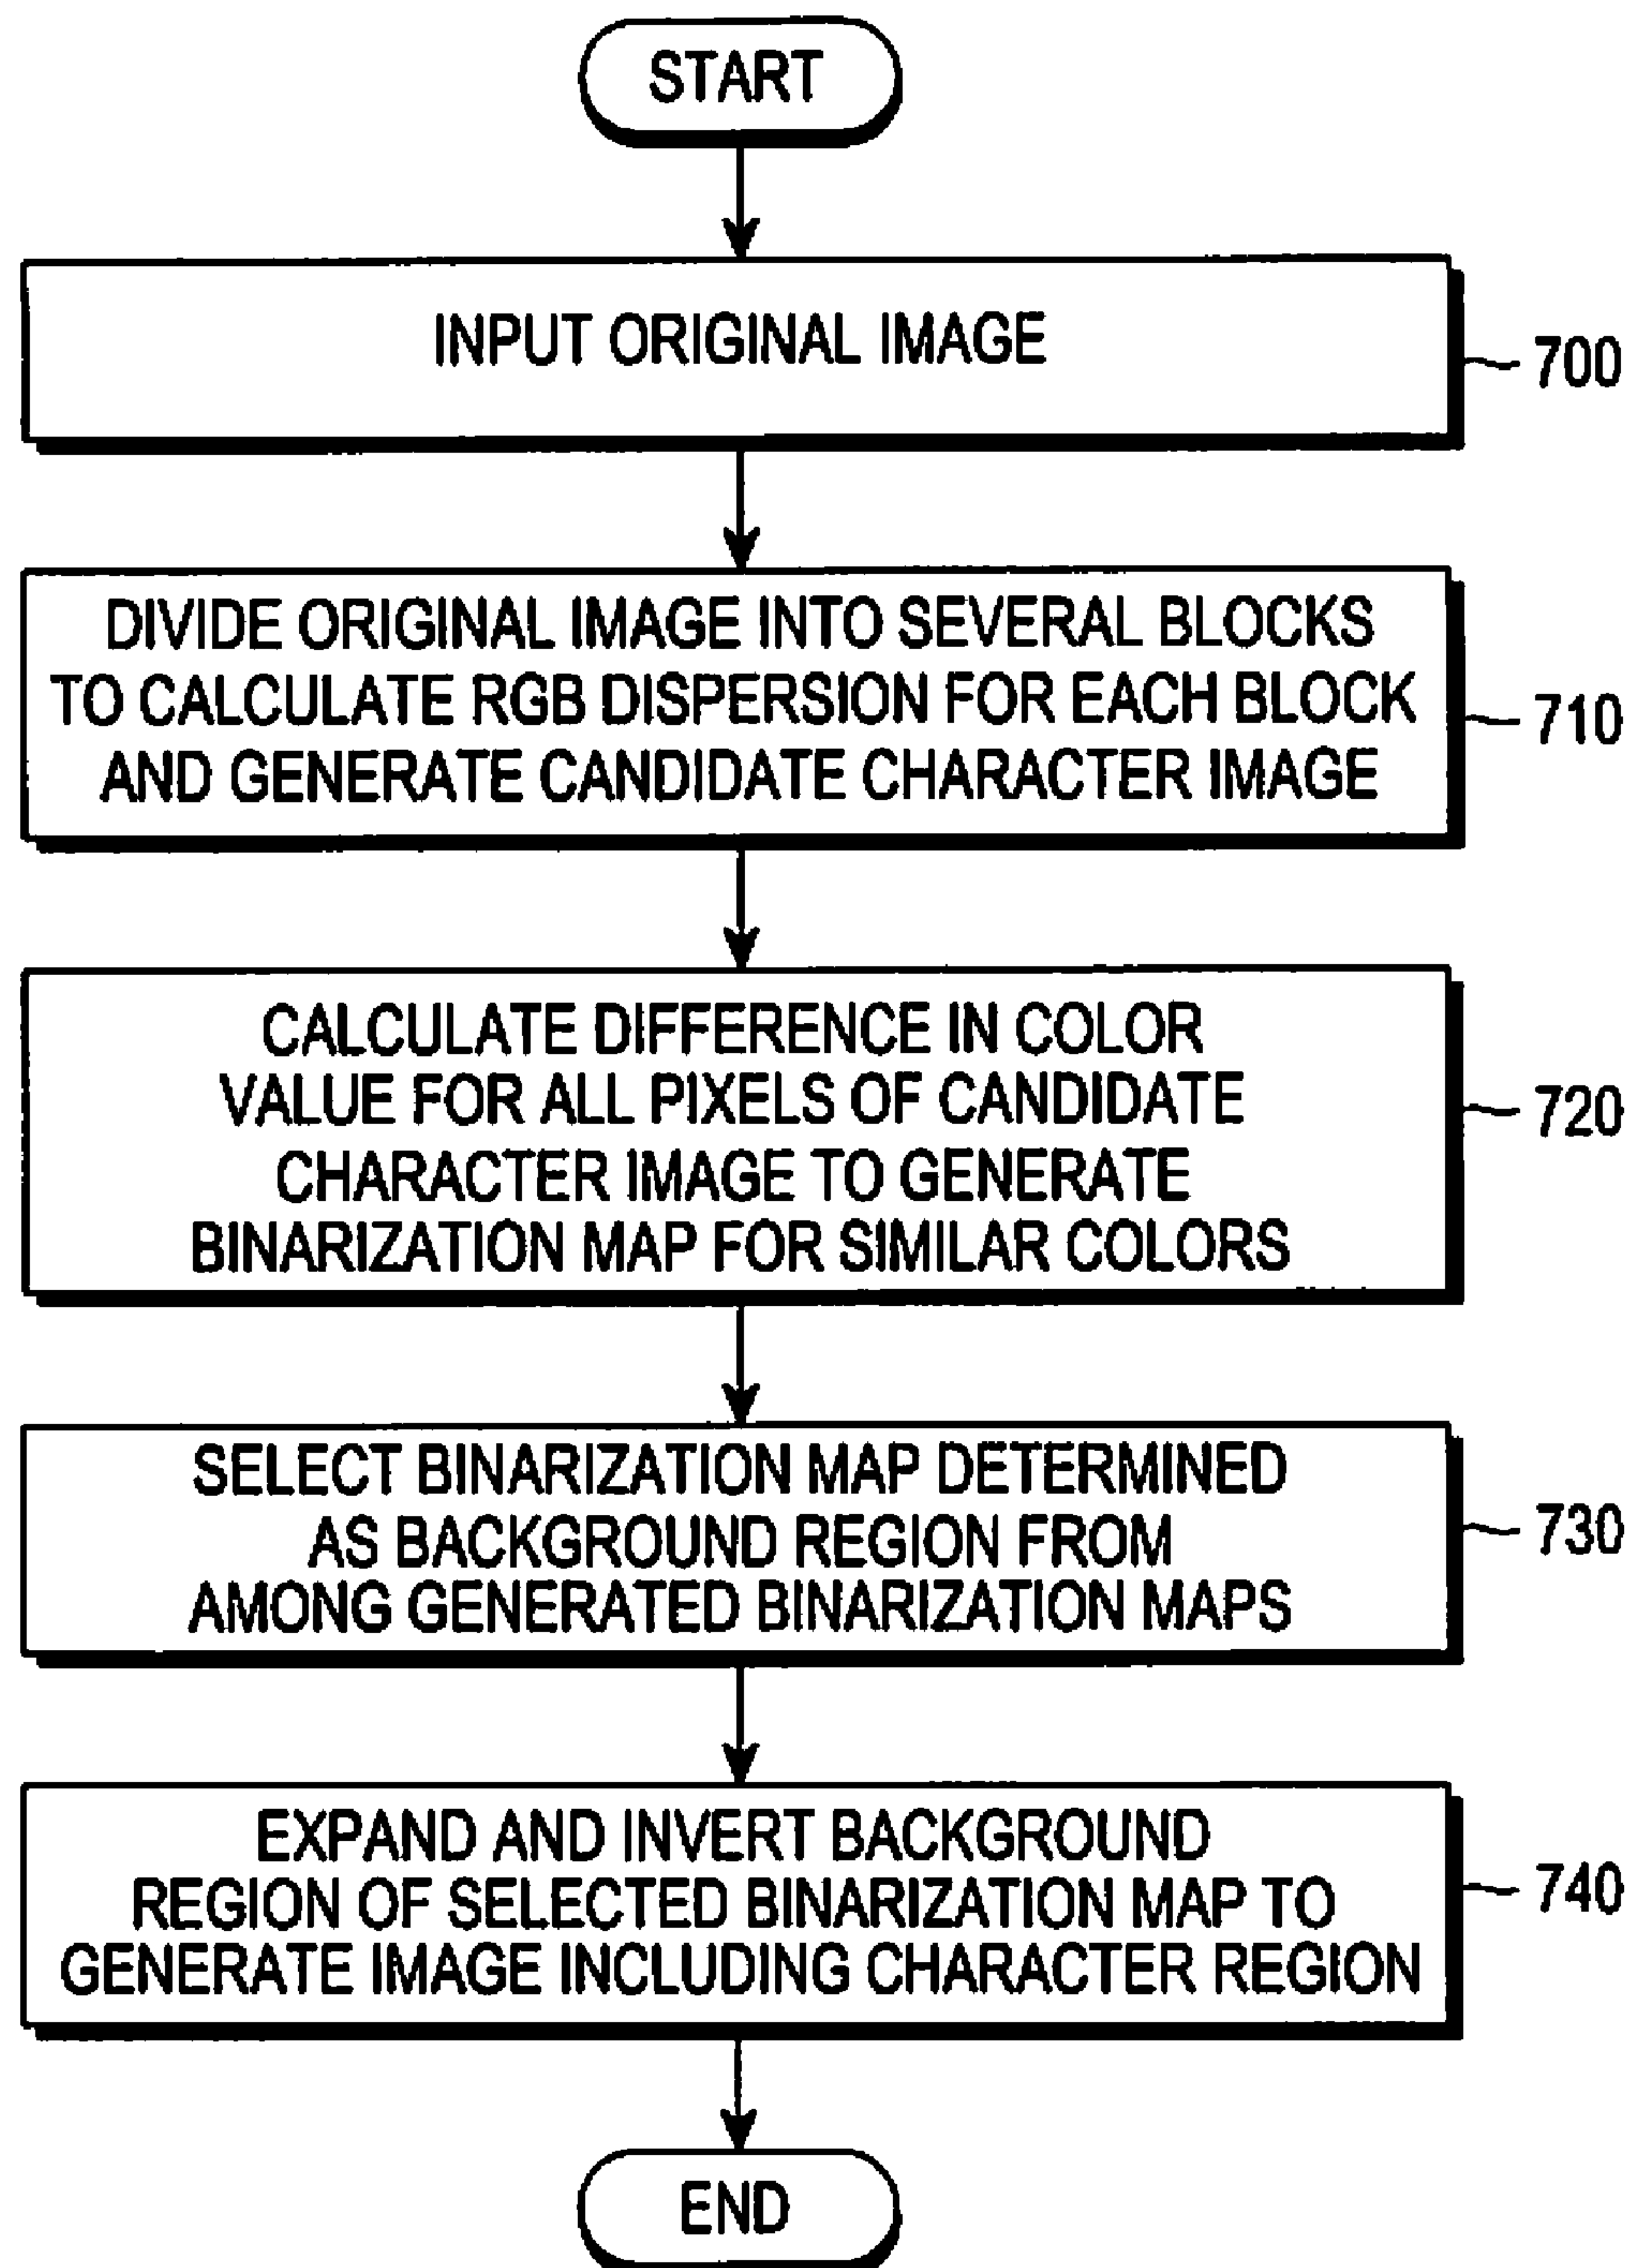 START
INPUT ORIGINAL IMAGE
700
DIVIDE ORIGINAL IMAGE INTO SEVERAL BLOCKS
TO CALCULATE RGB DISPERSION FOR EACH BLOCK
AND GENERATE CANDIDATE CHARACTER IMAGE
710
CALCULATE DIFFERENCE IN COLOR
VALUE FOR ALL PIXELS OF CANDIDATE
CHARACTER IMAGE TO GENERATE
BINARIZATION MAP FOR SIMILAR COLORS
720
SELECT BINARIZATION MAP DETERMINED
AS BACKGROUND REGION FROM
AMONG GENERATED BINARIZATION MAPS
730
EXPAND AND INVERT BACKGROUND
REGION OF SELECTED BINARIZATION MAP TO
GENERATE IMAGE INCLUDING CHARACTER REGION
740
END